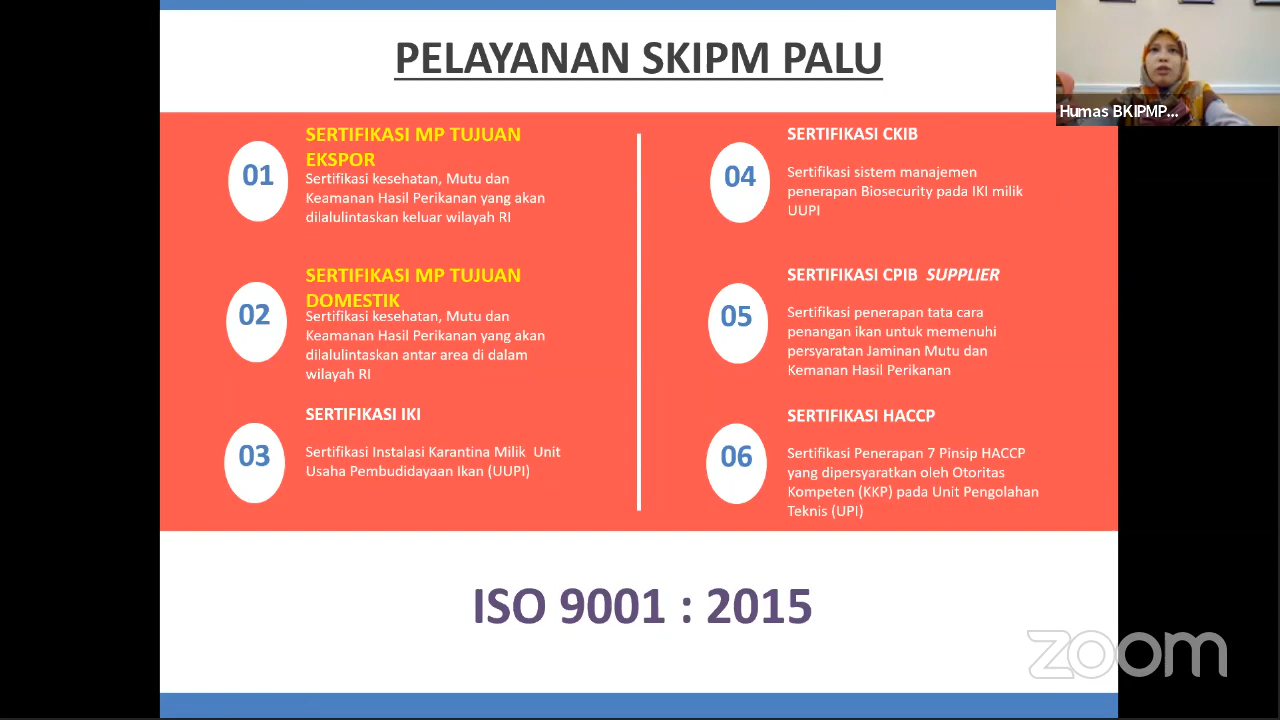 PELAYANAN SKIPM PALU
Humas BKIPMP...
01
SERTIFIKASI MP TUJUAN
EKSPOR
Sertifikasi kesehatan, Mutu dan
Keamanan Hasil Perikanan yang akan
dilalulintaskan keluar wilayah RI
02
SERTIFIKASI MP TUJUAN
DOMESTIK
Sertifikasi kesehatan, Mutu dan
Keamanan Hasil Perikanan yang akan
dilalulintaskan antar area di dalam
wilayah RI
03
SERTIFIKASI IKI
Sertifikasi Instalasi Karantina Milik Unit
Usaha Pembudidayaan Ikan (UUPI)
04
SERTIFIKASI CKIB
Sertifikasi sistem manajemen
penerapan Biosecurity pada IKI milik
UUPI
05
SERTIFIKASI CPIB SUPPLIER
Sertifikasi penerapan tata cara
penangan ikan untuk memenuhi
persyaratan Jaminan Mutu dan
Kemanan Hasil Perikanan
06
SERTIFIKASI HACCP
Sertifikasi Penerapan 7 Pinsip HACCP
yang dipersyaratkan oleh Otoritas
Kompeten (KKP) pada Unit Pengolahan
Teknis (UPI)
ISO 9001 : 2015
zoom